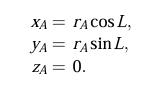 x_A = r_A cos L,
y_A = r_A sin L,
z_A = 0.